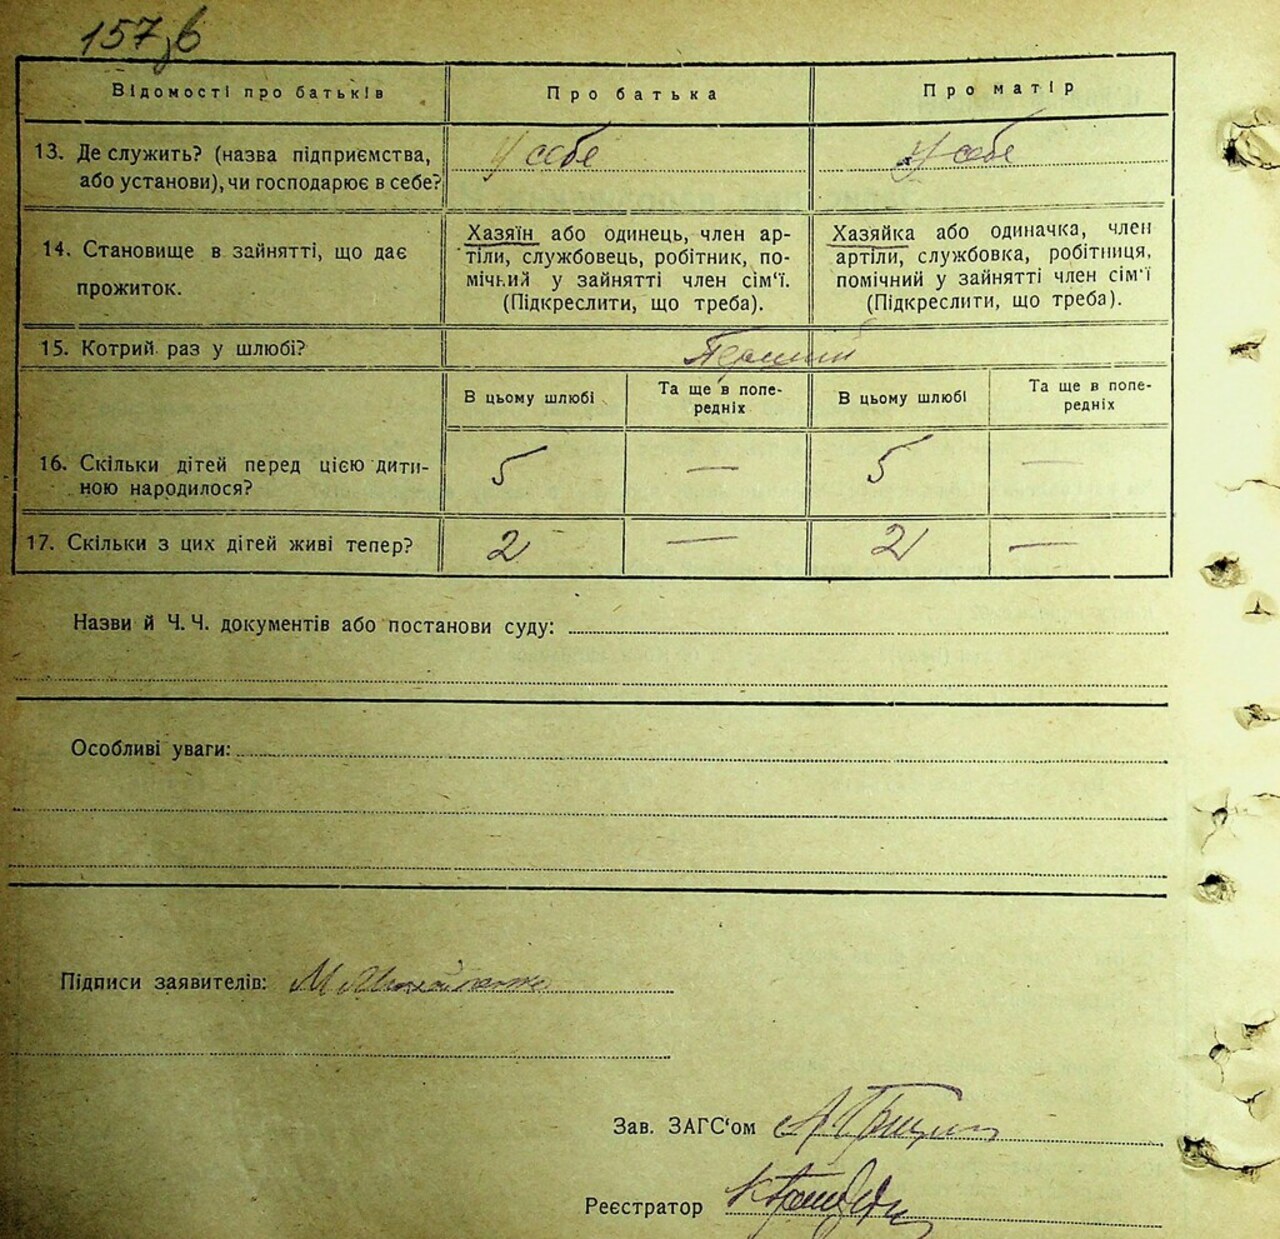 157,б
Відомості про батьків
Про батька
Про матір
13. Де служить? (назва підприємства,
або установи), чи господарює в себе?
У себе
У себе
14. Становище в зайнятті, що дає
прожиток.
Хазяїн або одинець, член ар-
тіли, службовець, робітник, по-
мічний у зайнятті член сім'ї.
(Підкреслити, що треба).
Хазяйка або одиначка, член
артіли, службовка, робітниця,
помічний у зайнятті член сім'ї
(Підкреслити, що треба).
15. Котрий раз у шлюбі?
Перший
В цьому шлюбі
Та ще в попе-
редніх
В цьому шлюбі
Та ще в попе-
редніх
16. Скільки дітей перед цією дити-
ною народилося?
5 — 5 —
17. Скільки з цих дітей живі тепер?
2 — 2 —
Назви й Ч.Ч. документів або постанови суду:
Особливі уваги:
Підписи заявителів: М Михайленко
Зав. ЗАГС'ом
Реєстратор